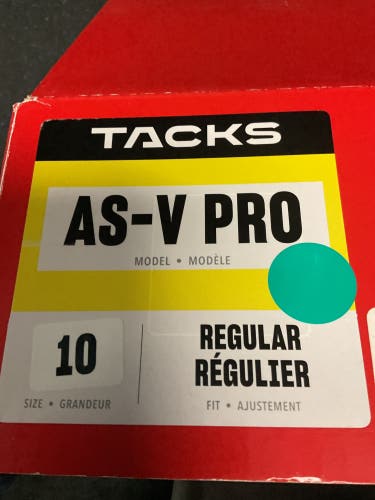 TACKS
AS-V PRO
MODEL • MODÈLE
10
SIZE • GRANDEUR
REGULAR
RÉGULIER
FIT • AJUSTEMENT